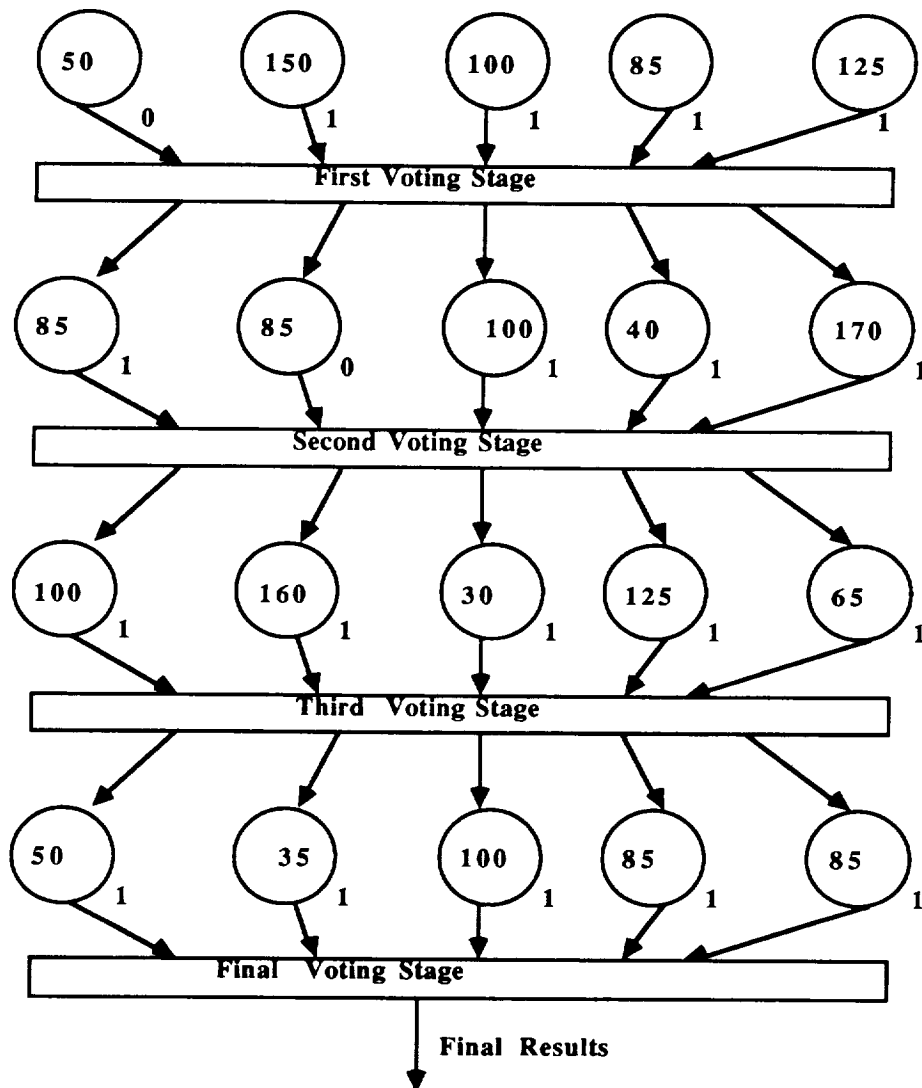 50 150 100 85 125
0 1 1 1 1
First Voting Stage
85 85 100 40 170
1 0 1 1 1
Second Voting Stage
100 160 30 125 65
1 1 1 1 1
Third Voting Stage
50 35 100 85 85
1 1 1 1 1
Final Voting Stage
Final Results